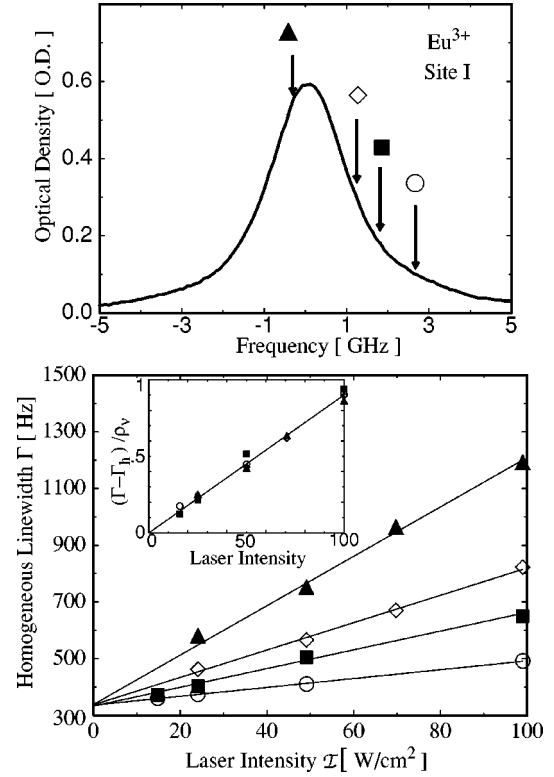 Eu3+
Site I
Optical Density [ O.D. ]
0.6
0.4
0.2
0.0
-5 -3 -1 1 3 5
Frequency [ GHz ]
Homogeneous Linewidth Γ [ Hz ]
1500
1300
1100
900
700
500
300
(Γ−Γh) /ρν
1
.5
0
0 50 100
Laser Intensity
0 20 40 60 80 100
Laser Intensity ℐ [ W/cm2 ]